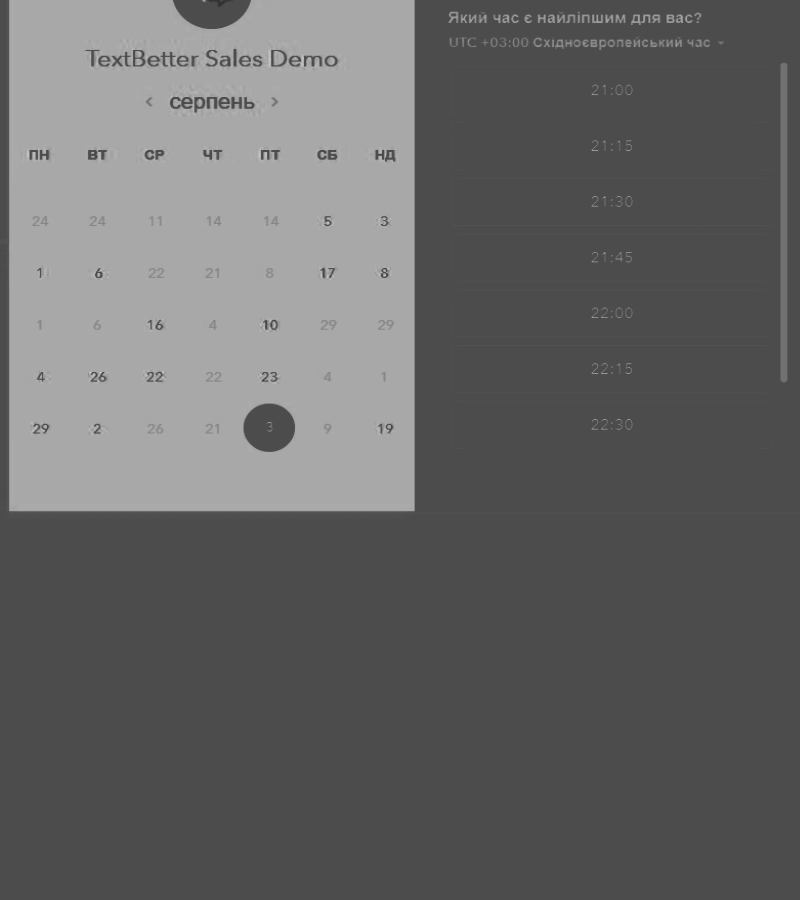 TextBetter Sales Demo
серпень
ПН ВТ СР ЧТ ПТ СБ НД
24 24 11 14 14 5 3
1 6 22 21 8 17 8
1 6 16 4 10 29 29
4 26 22 22 23 4 1
29 2 26 21 3 9 19
Який час є найліпшим для вас?
UTC +03:00 Східноєвропейський час
21:00
21:15
21:30
21:45
22:00
22:15
22:30